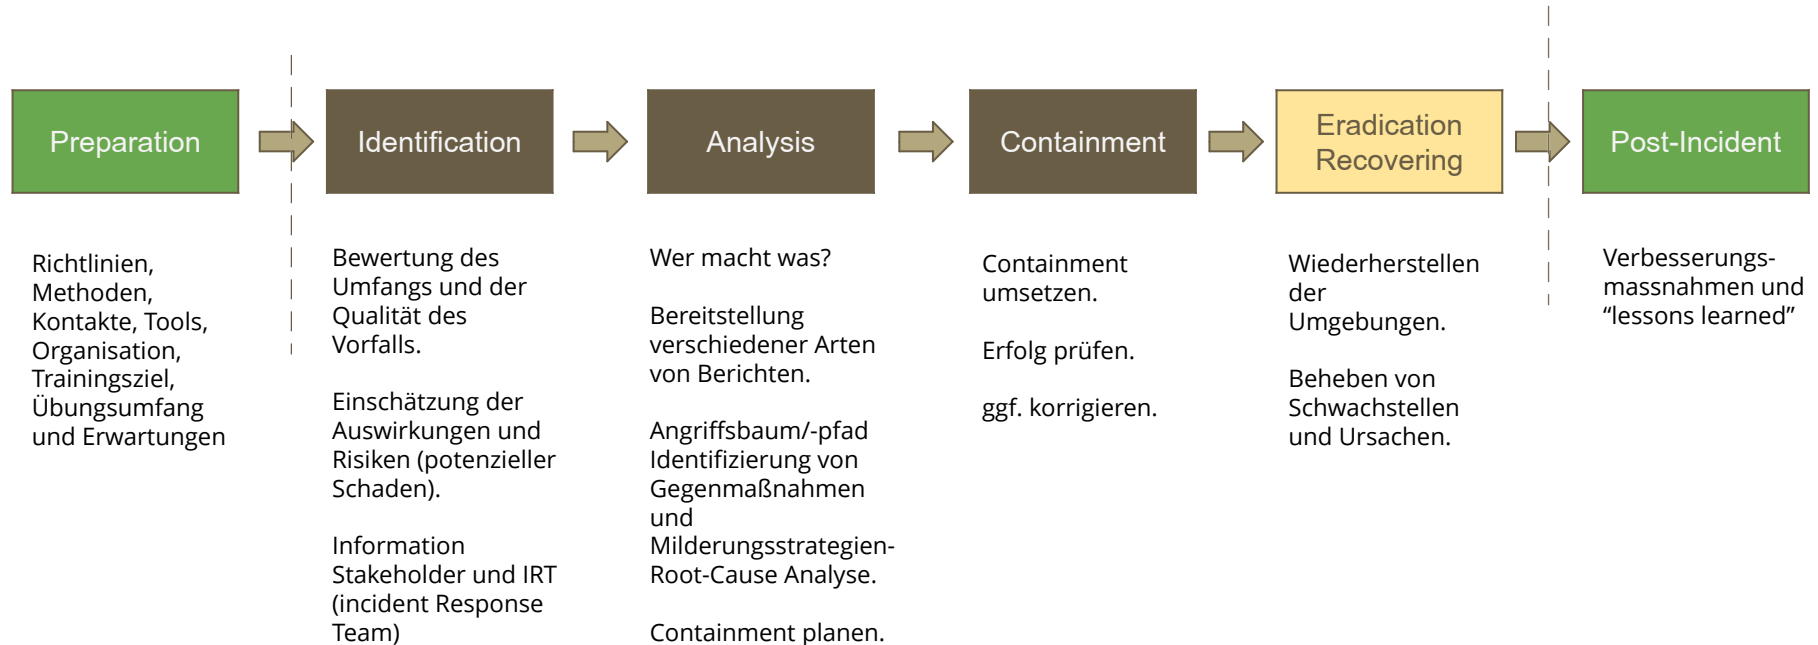 Preparation
Identification
Analysis
Containment
Eradication
Recovering
Post-Incident
Richtlinien,
Methoden,
Kontakte, Tools,
Organisation,
Trainingsziel,
Übungsumfang
und Erwartungen
Bewertung des
Umfangs und der
Qualität des
Vorfalls.
Einschätzung der
Auswirkungen und
Risiken (potenzieller
Schaden).
Information
Stakeholder und IRT
(incident Response
Team)
Wer macht was?
Bereitstellung
verschiedener Arten
von Berichten.
Angriffsbaum/-pfad
Identifizierung von
Gegenmaßnahmen
und
Milderungsstrategien-
Root-Cause Analyse.
Containment planen.
Containment
umsetzen.
Erfolg prüfen.
ggf. korrigieren.
Wiederherstellen
der
Umgebungen.
Beheben von
Schwachstellen
und Ursachen.
Verbesserungs-
massnahmen und
“lessons learned”